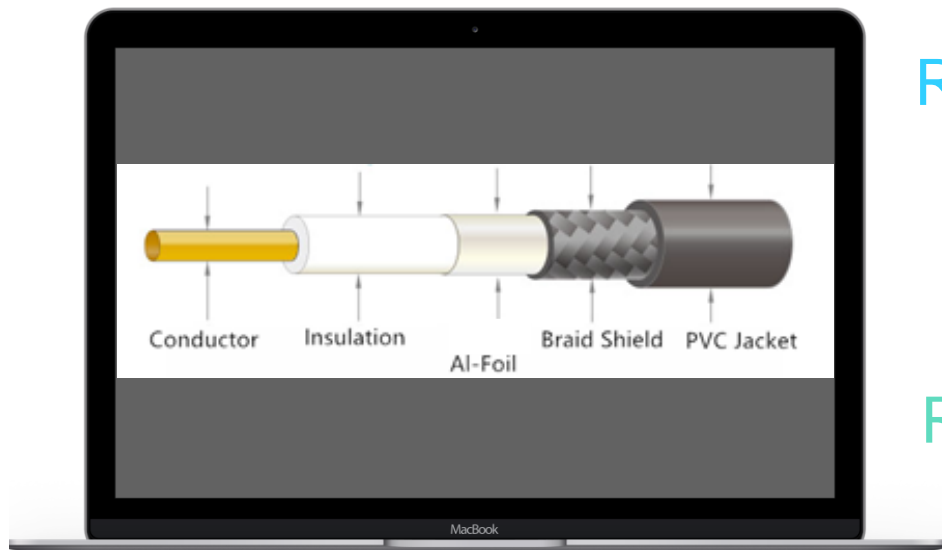 R
Conductor
Insulation
Al-Foil
Braid Shield
PVC Jacket
R
MacBook